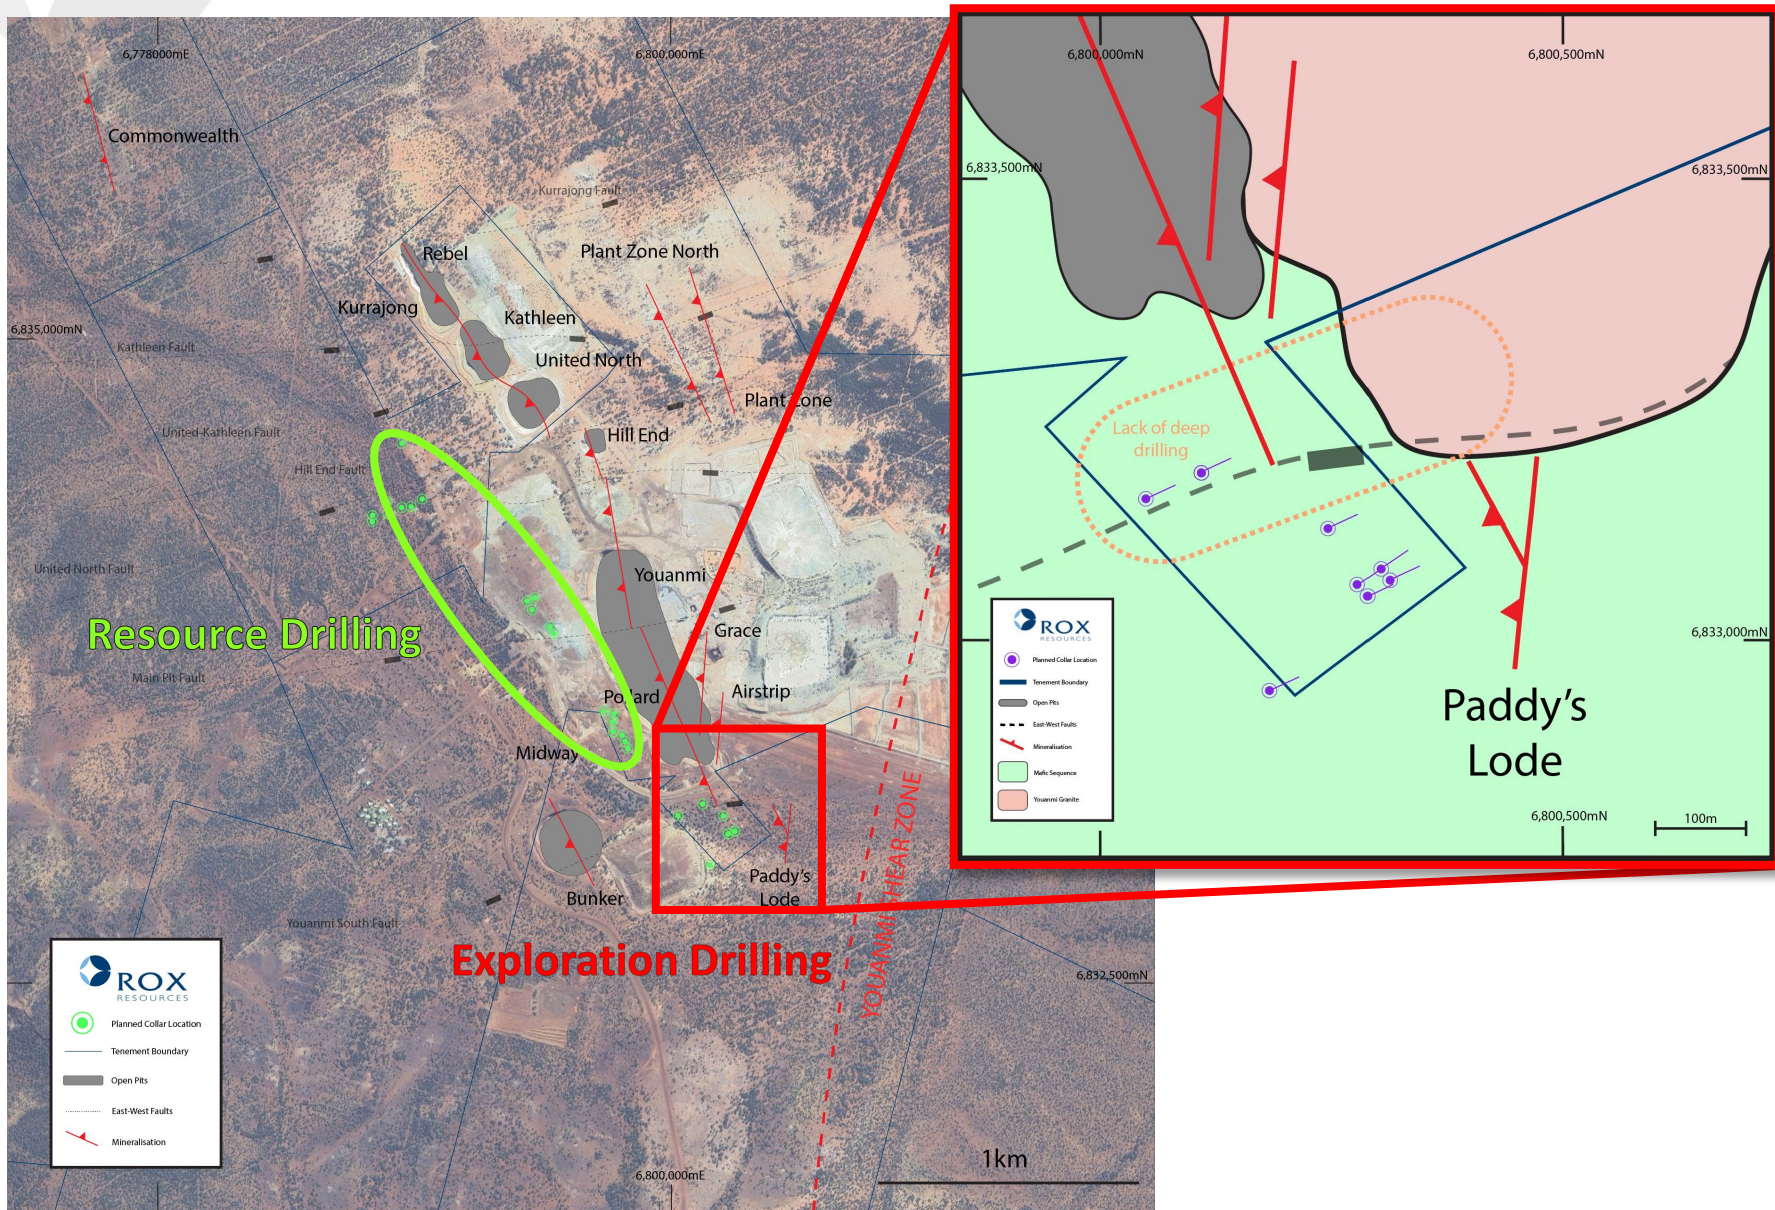 6,778000mE
6,800,000mE
Commonwealth
Kurrajong Fault
Rebel
Plant Zone North
Kurrajong
Kathleen
6,835,000mN
Kathleen Fault
United North
Plant Zone
United-Kathleen Fault
Hill End
Hill End Fault
United North Fault
Youanmi
Resource Drilling
Grace
Main Pit Fault
Pollard
Airstrip
Midway
YOUANMI SHEAR ZONE
Bunker
Paddy's
Lode
Youanmi South Fault
Exploration Drilling
6,832,500mN
ROX
RESOURCES
Planned Collar Location
Tenement Boundary
Open Pits
East-West Faults
Mineralisation
6,800,000mE
1km
6,800,000mN
6,800,500mN
6,833,500mN
6,833,500mN
Lack of deep
drilling
ROX
RESOURCES
Planned Collar Location
Tenement Boundary
Open Pits
East-West Faults
Mineralisation
Mafic Sequence
Youanmi Granite
6,833,000mN
Paddy's
Lode
6,800,500mN
100m